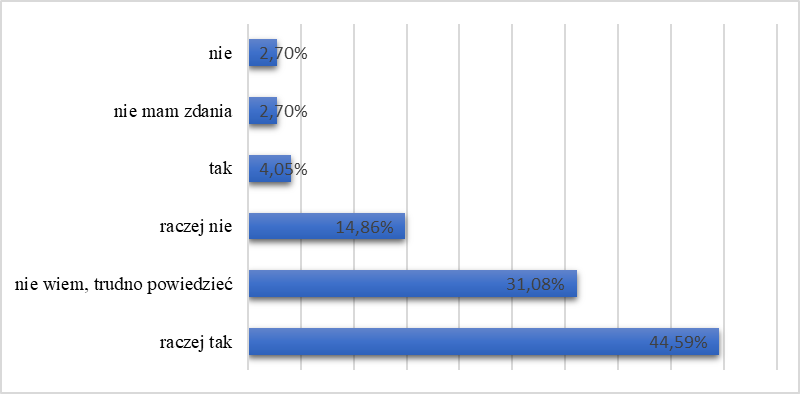 nie 2,70%
nie mam zdania 2,70%
tak 4,05%
raczej nie 14,86%
nie wiem, trudno powiedzieć 31,08%
raczej tak 44,59%